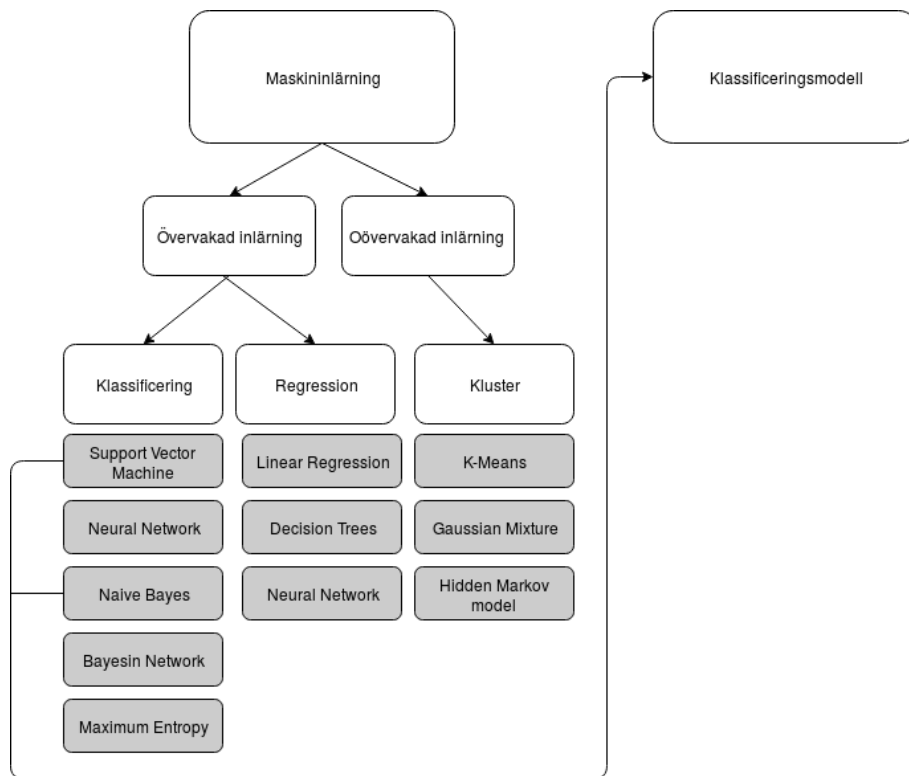 Maskininlärning
Klassificeringsmodell
Övervakad inlärning
Oövervakad inlärning
Klassificering
Regression
Kluster
Support Vector
Machine
Linear Regression
K-Means
Neural Network
Decision Trees
Gaussian Mixture
Naive Bayes
Neural Network
Hidden Markov
model
Bayesin Network
Maximum Entropy